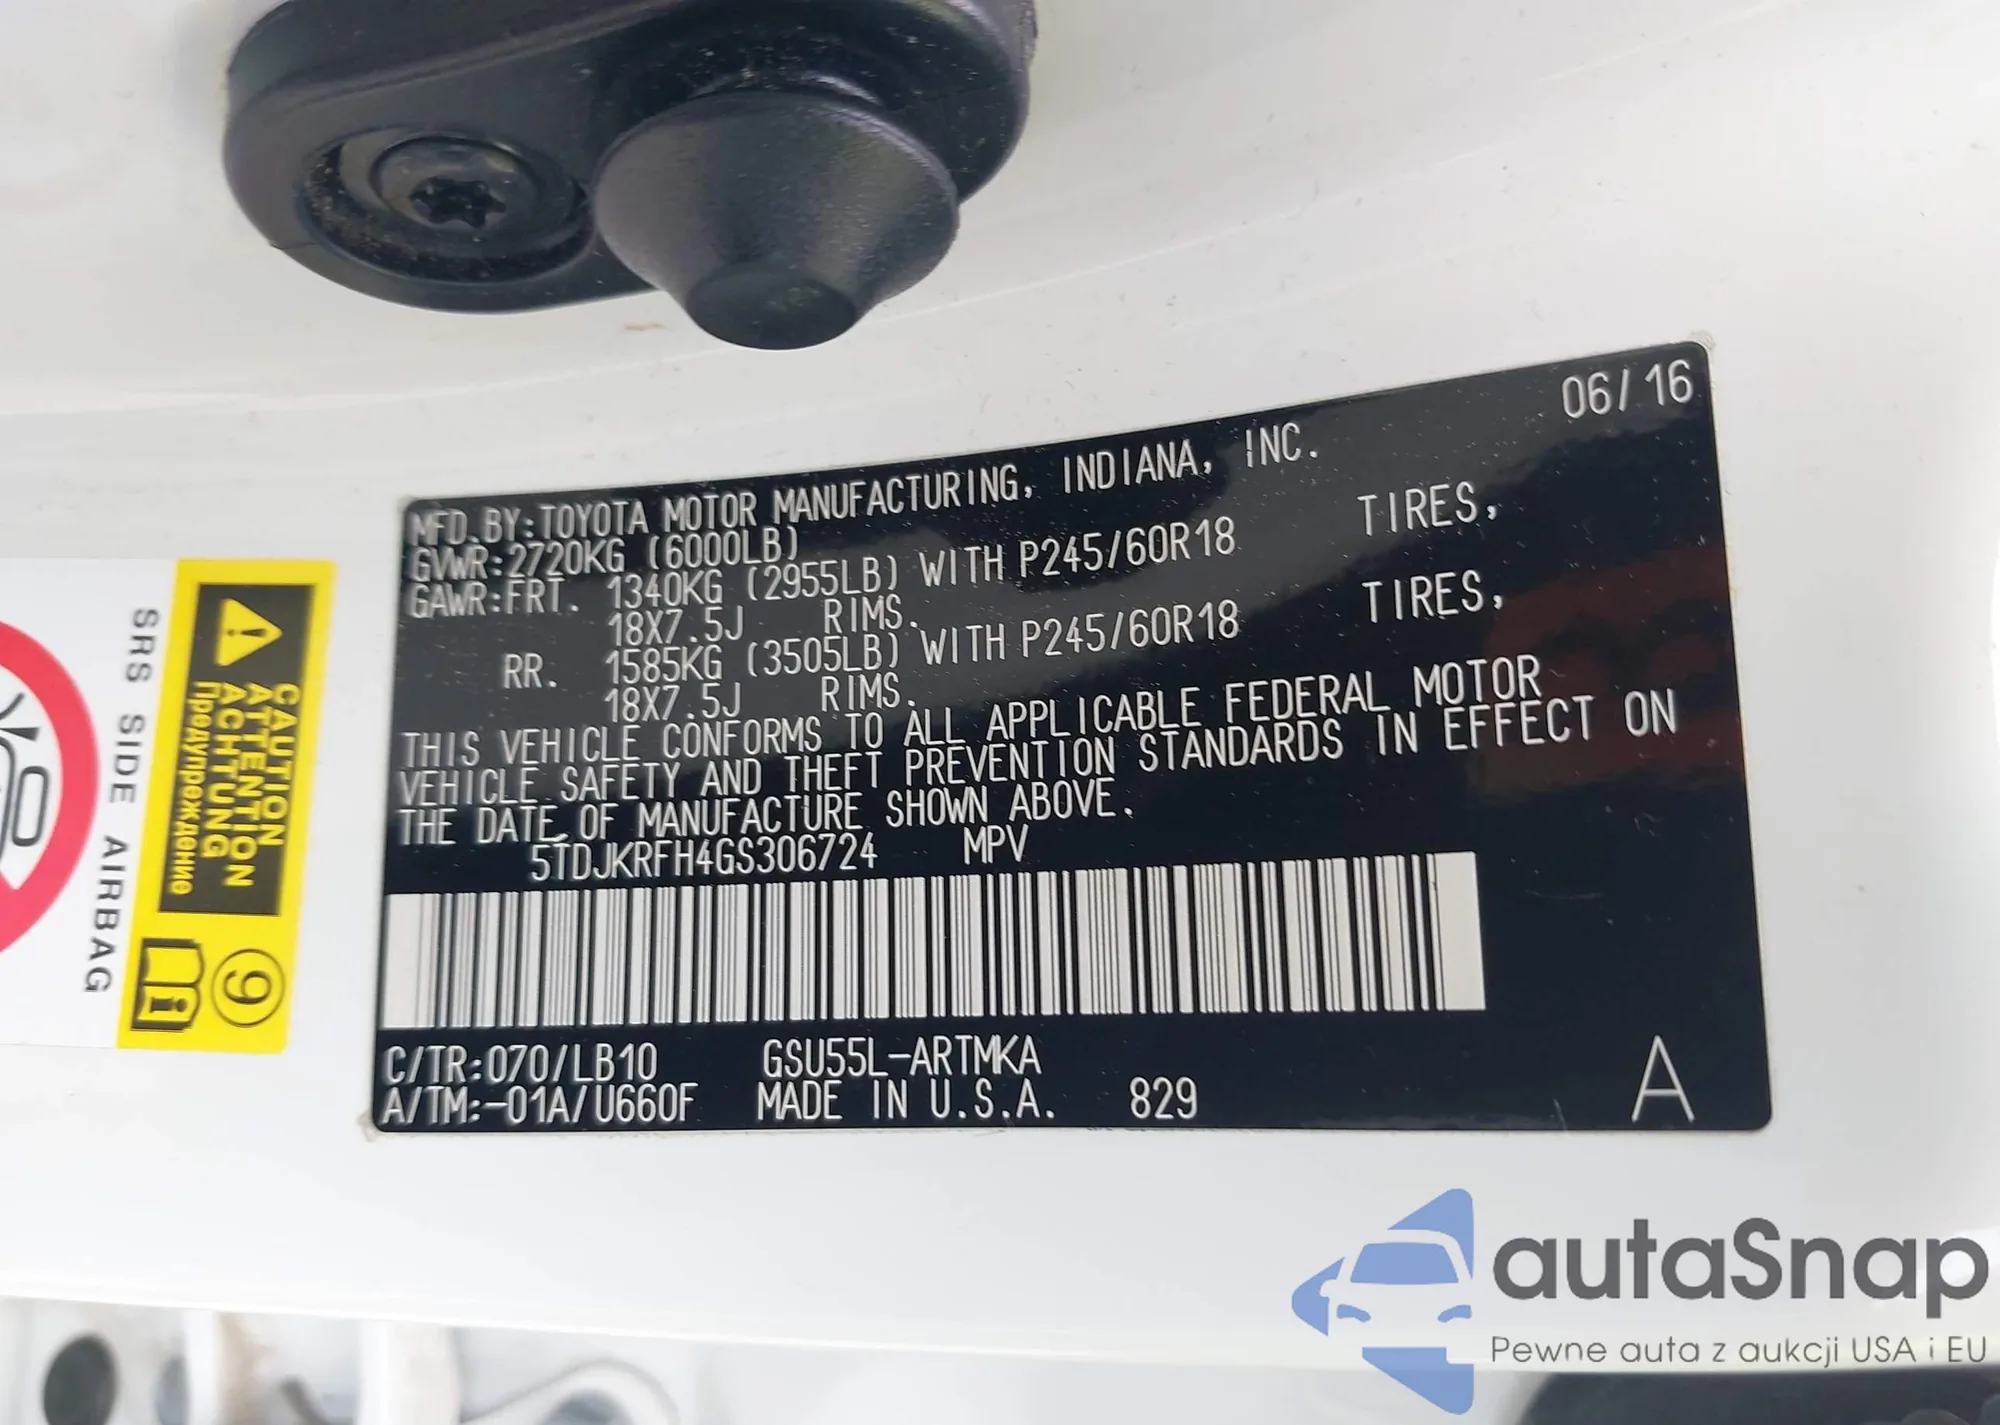 06/16
MFD.BY:TOYOTA MOTOR MANUFACTURING, INDIANA, INC.
GVWR:2720KG (6000LB)
GAWR:FRT. 1340KG (2955LB) WITH P245/60R18 TIRES,
18X7.5J RIMS.
RR. 1585KG (3505LB) WITH P245/60R18 TIRES,
18X7.5J RIMS.
THIS VEHICLE CONFORMS TO ALL APPLICABLE FEDERAL MOTOR
VEHICLE SAFETY AND THEFT PREVENTION STANDARDS IN EFFECT ON
THE DATE OF MANUFACTURE SHOWN ABOVE.
5TDJKRFH4GS306724 MPV
C/TR:070/LB10 GSU55L-ARTMKA
A/TM:-01A/U660F MADE IN U.S.A. 829
A
CAUTION
ATTENTION
ACHTUNG
Предупреждение
9
SRS SIDE AIRBAG
autaSnap
Pewne auta z aukcji USA i EU